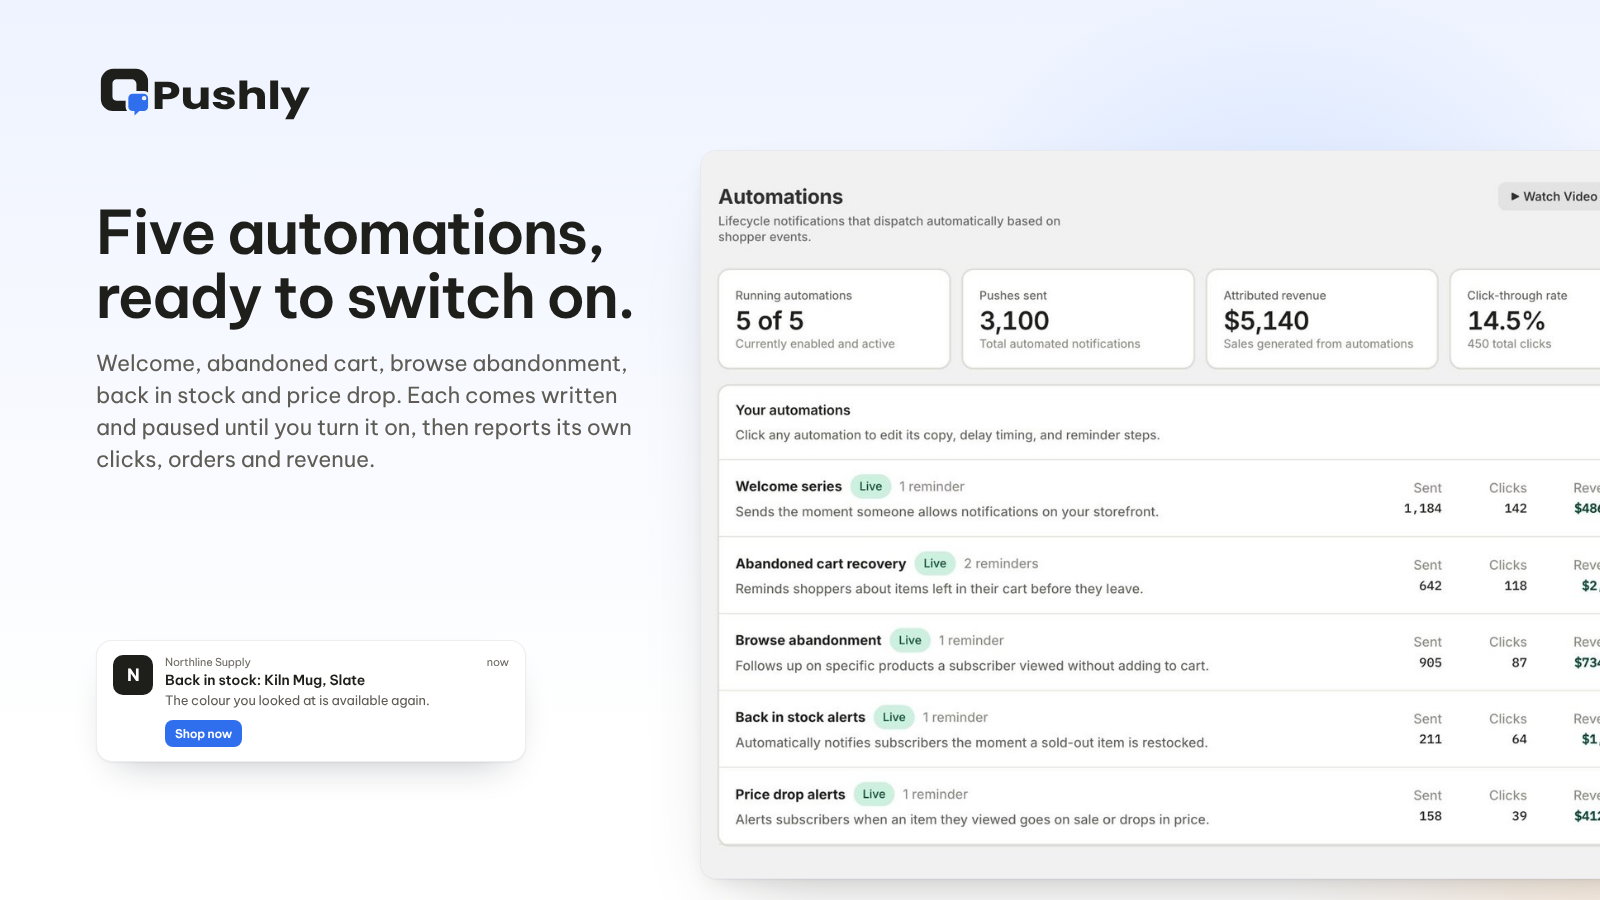 Pushly
Five automations,
ready to switch on.
Welcome, abandoned cart, browse abandonment,
back in stock and price drop. Each comes written
and paused until you turn it on, then reports its own
clicks, orders and revenue.
N
Northline Supply
now
Back in stock: Kiln Mug, Slate
The colour you looked at is available again.
Shop now
Automations
Lifecycle notifications that dispatch automatically based on
shopper events.
▶ Watch Video
Running automations
5 of 5
Currently enabled and active
Pushes sent
3,100
Total automated notifications
Attributed revenue
$5,140
Sales generated from automations
Click-through rate
14.5%
450 total clicks
Your automations
Click any automation to edit its copy, delay timing, and reminder steps.
Welcome series Live 1 reminder
Sends the moment someone allows notifications on your storefront.
Sent Clicks
1,184 142
Abandoned cart recovery Live 2 reminders
Reminds shoppers about items left in their cart before they leave.
Sent Clicks
642 118
Browse abandonment Live 1 reminder
Follows up on specific products a subscriber viewed without adding to cart.
Sent Clicks
905 87
Back in stock alerts Live 1 reminder
Automatically notifies subscribers the moment a sold-out item is restocked.
Sent Clicks
211 64
Price drop alerts Live 1 reminder
Alerts subscribers when an item they viewed goes on sale or drops in price.
Sent Clicks
158 39